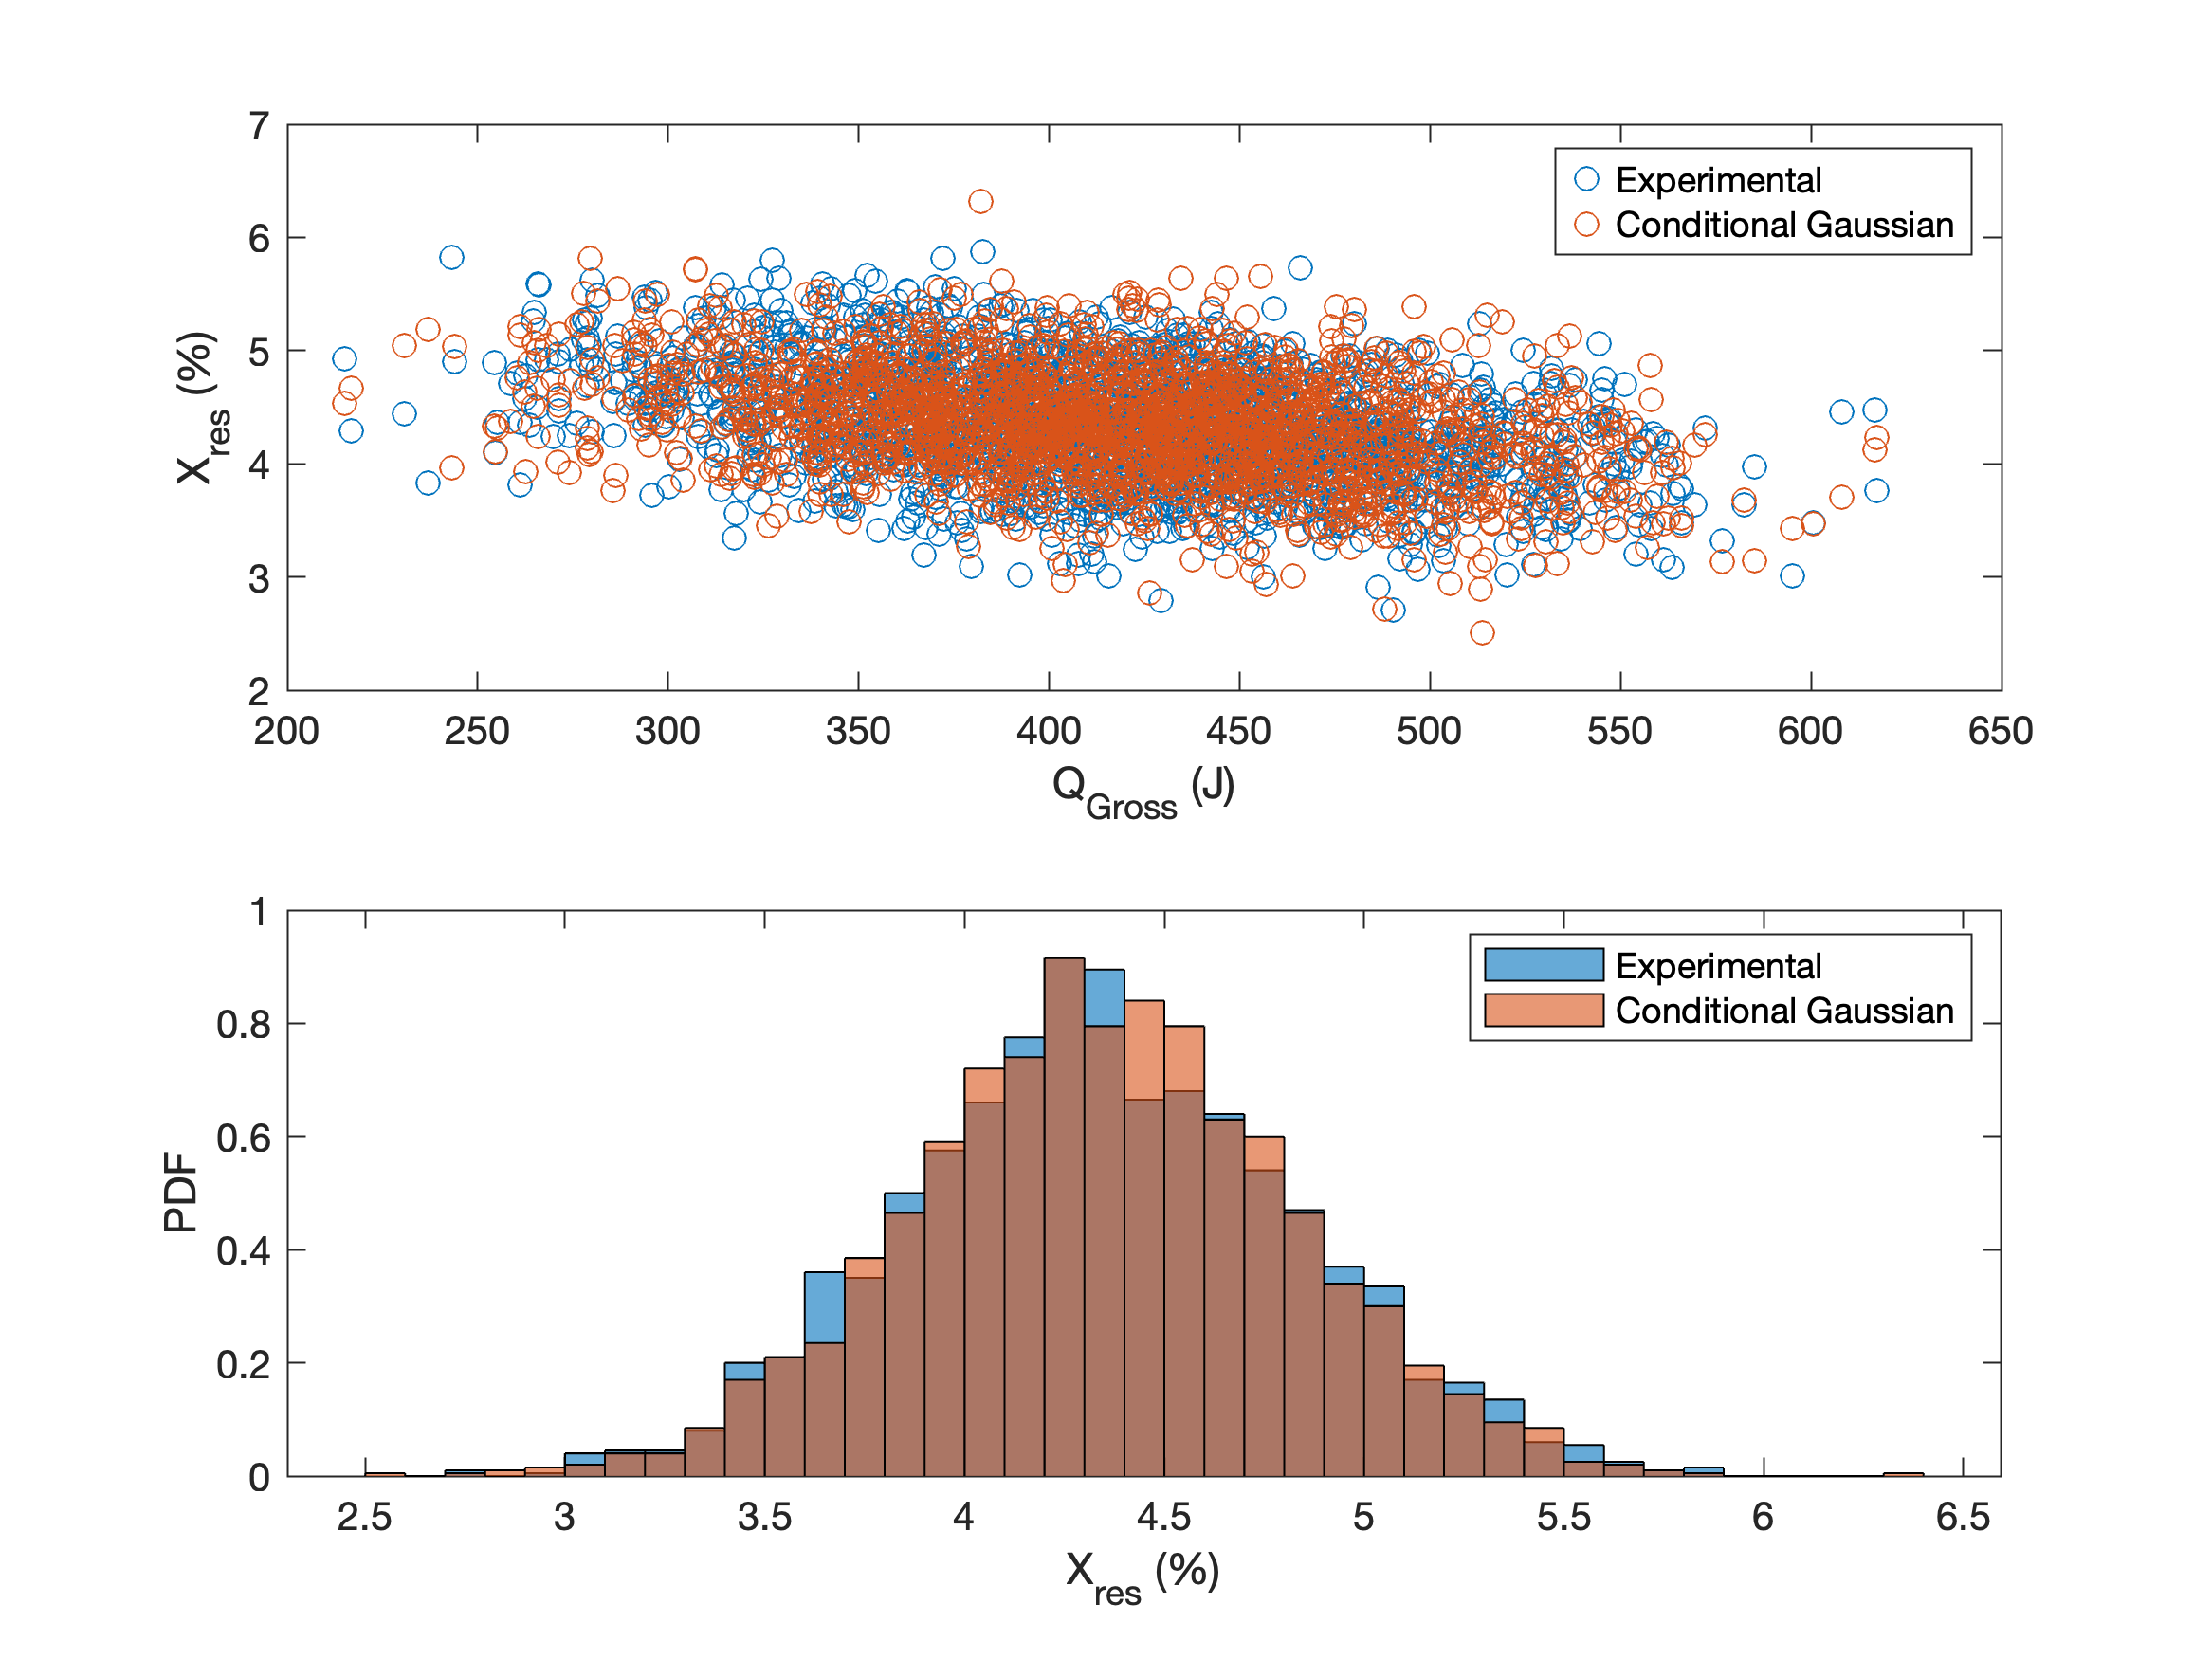 7
6
5
4
3
2
X_res (%)
Experimental
Conditional Gaussian
200 250 300 350 400 450 500 550 600 650
Q_Gross (J)
1
0.8
0.6
0.4
0.2
0
PDF
Experimental
Conditional Gaussian
2.5 3 3.5 4 4.5 5 5.5 6 6.5
X_res (%)